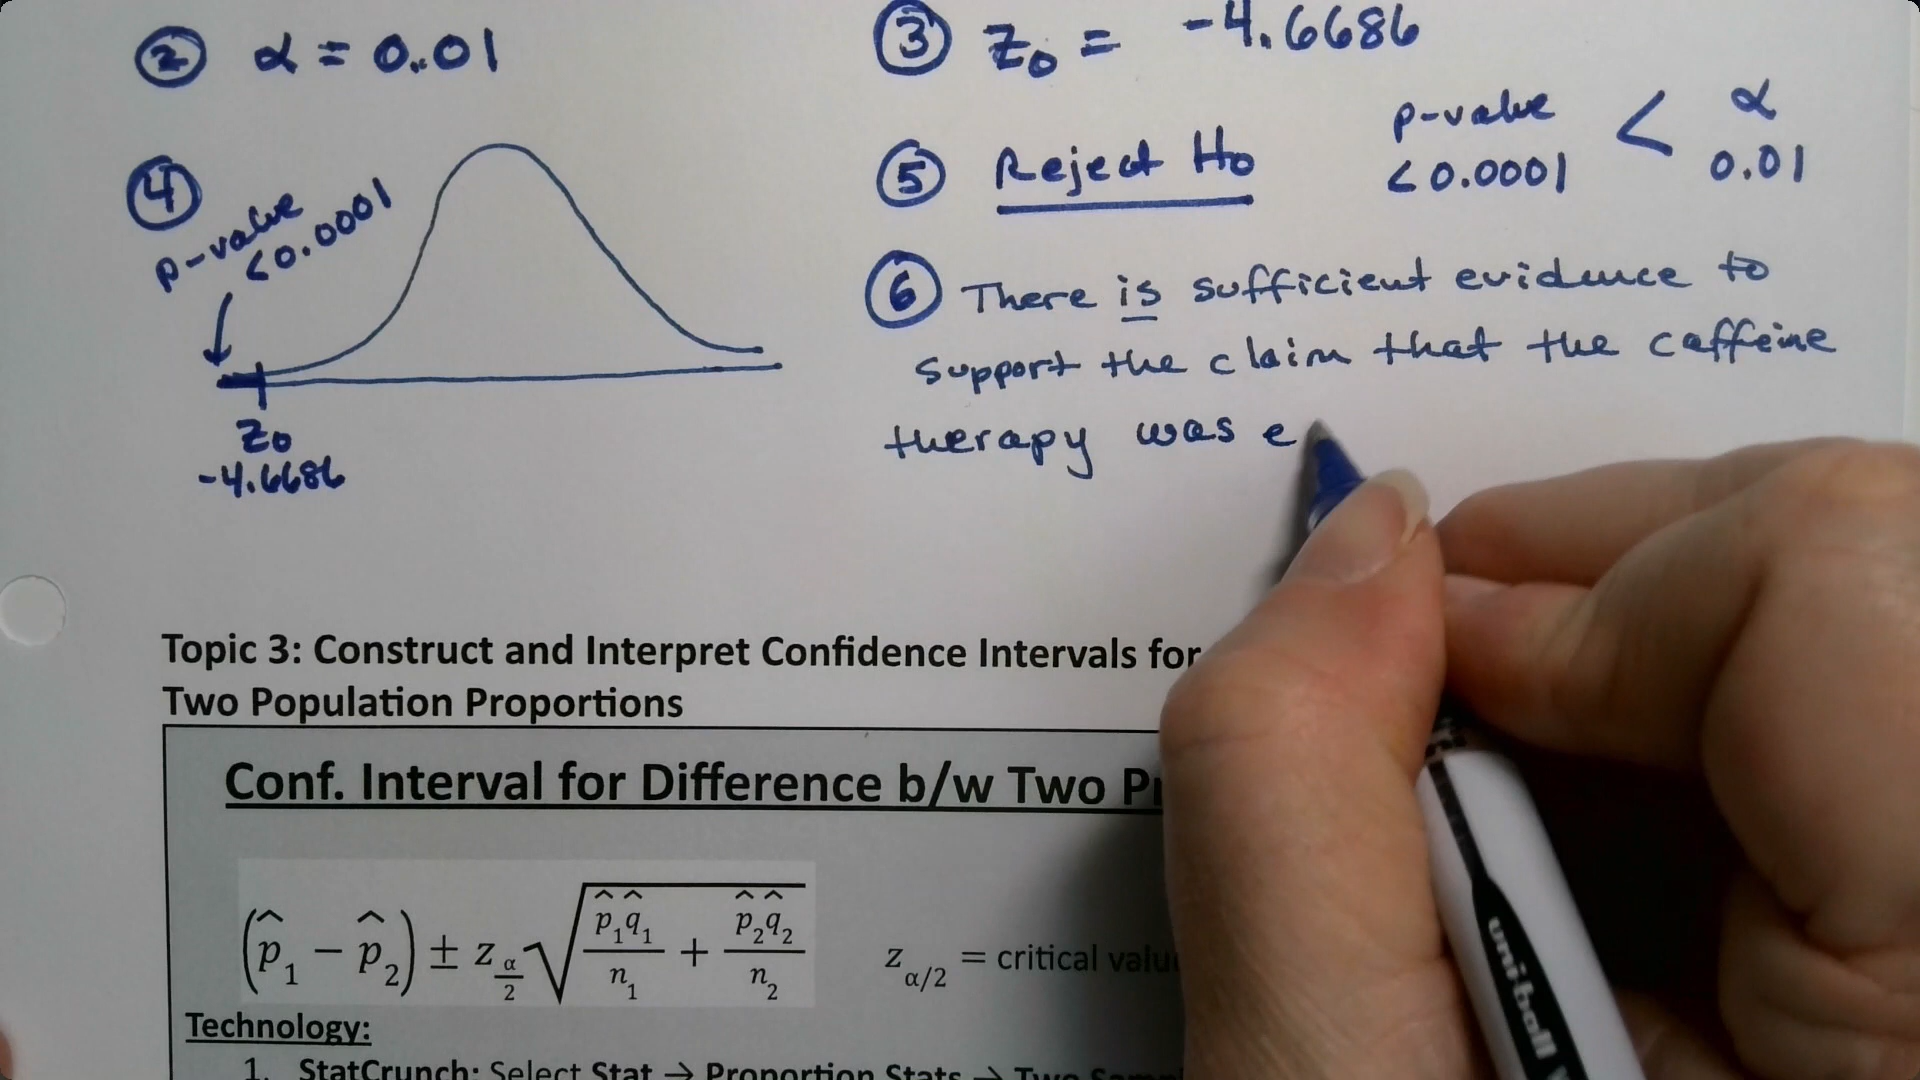 ② α = 0.01
③ Z₀ = -4.6686
④
p-value
<0.0001
Z₀
-4.6686
⑤ Reject H₀
p-value < α
<0.0001 0.01
⑥ There is sufficient evidence to
support the claim that the caffeine
therapy was e
Topic 3: Construct and Interpret Confidence Intervals for
Two Population Proportions
Conf. Interval for Difference b/w Two
(p̂₁ − p̂₂) ± z_(α/2) √(p̂₁q̂₁/n₁ + p̂₂q̂₂/n₂)
z_(α/2) = critical
Technology:
1. StatCrunch: Select Stat → Proportion Stats → Two
uni-ball